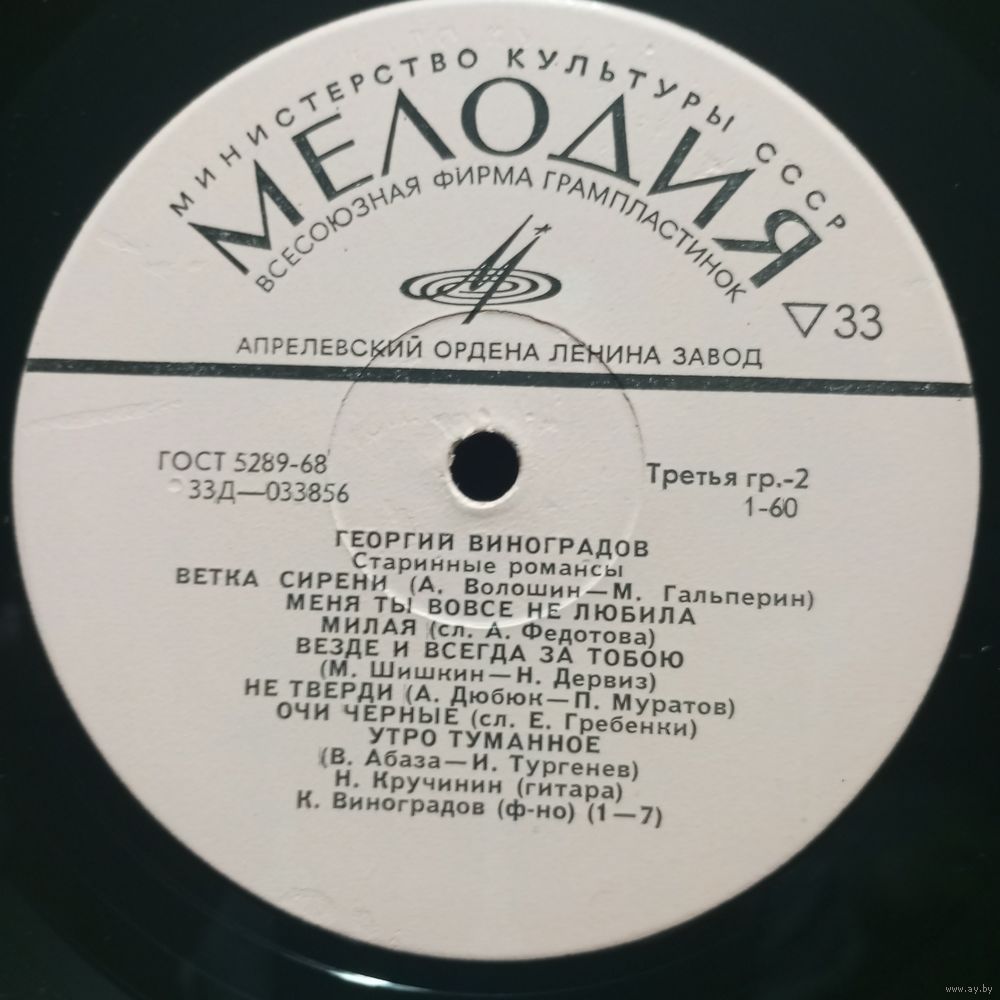 МИНИСТЕРСТВО КУЛЬТУРЫ СССР
МЕЛОДИЯ
ВСЕСОЮЗНАЯ ФИРМА ГРАМПЛАСТИНОК
▽33
АПРЕЛЕВСКИЙ ОРДЕНА ЛЕНИНА ЗАВОД
ГОСТ 5289-68
33Д—033856
Третья гр.-2
1-60
ГЕОРГИЙ ВИНОГРАДОВ
Старинные романсы
ВЕТКА СИРЕНИ (А. Волошин—М. Гальперин)
МЕНЯ ТЫ ВОВСЕ НЕ ЛЮБИЛА
МИЛАЯ (сл. А. Федотова)
ВЕЗДЕ И ВСЕГДА ЗА ТОБОЮ
(М. Шишкин—Н. Дервиз)
НЕ ТВЕРДИ (А. Дюбюк—П. Муратов)
ОЧИ ЧЕРНЫЕ (сл. Е. Гребенки)
УТРО ТУМАННОЕ
(В. Абаза—И. Тургенев)
Н. Кручинин (гитара)
К. Виноградов (ф-но) (1—7)
www.ay.by